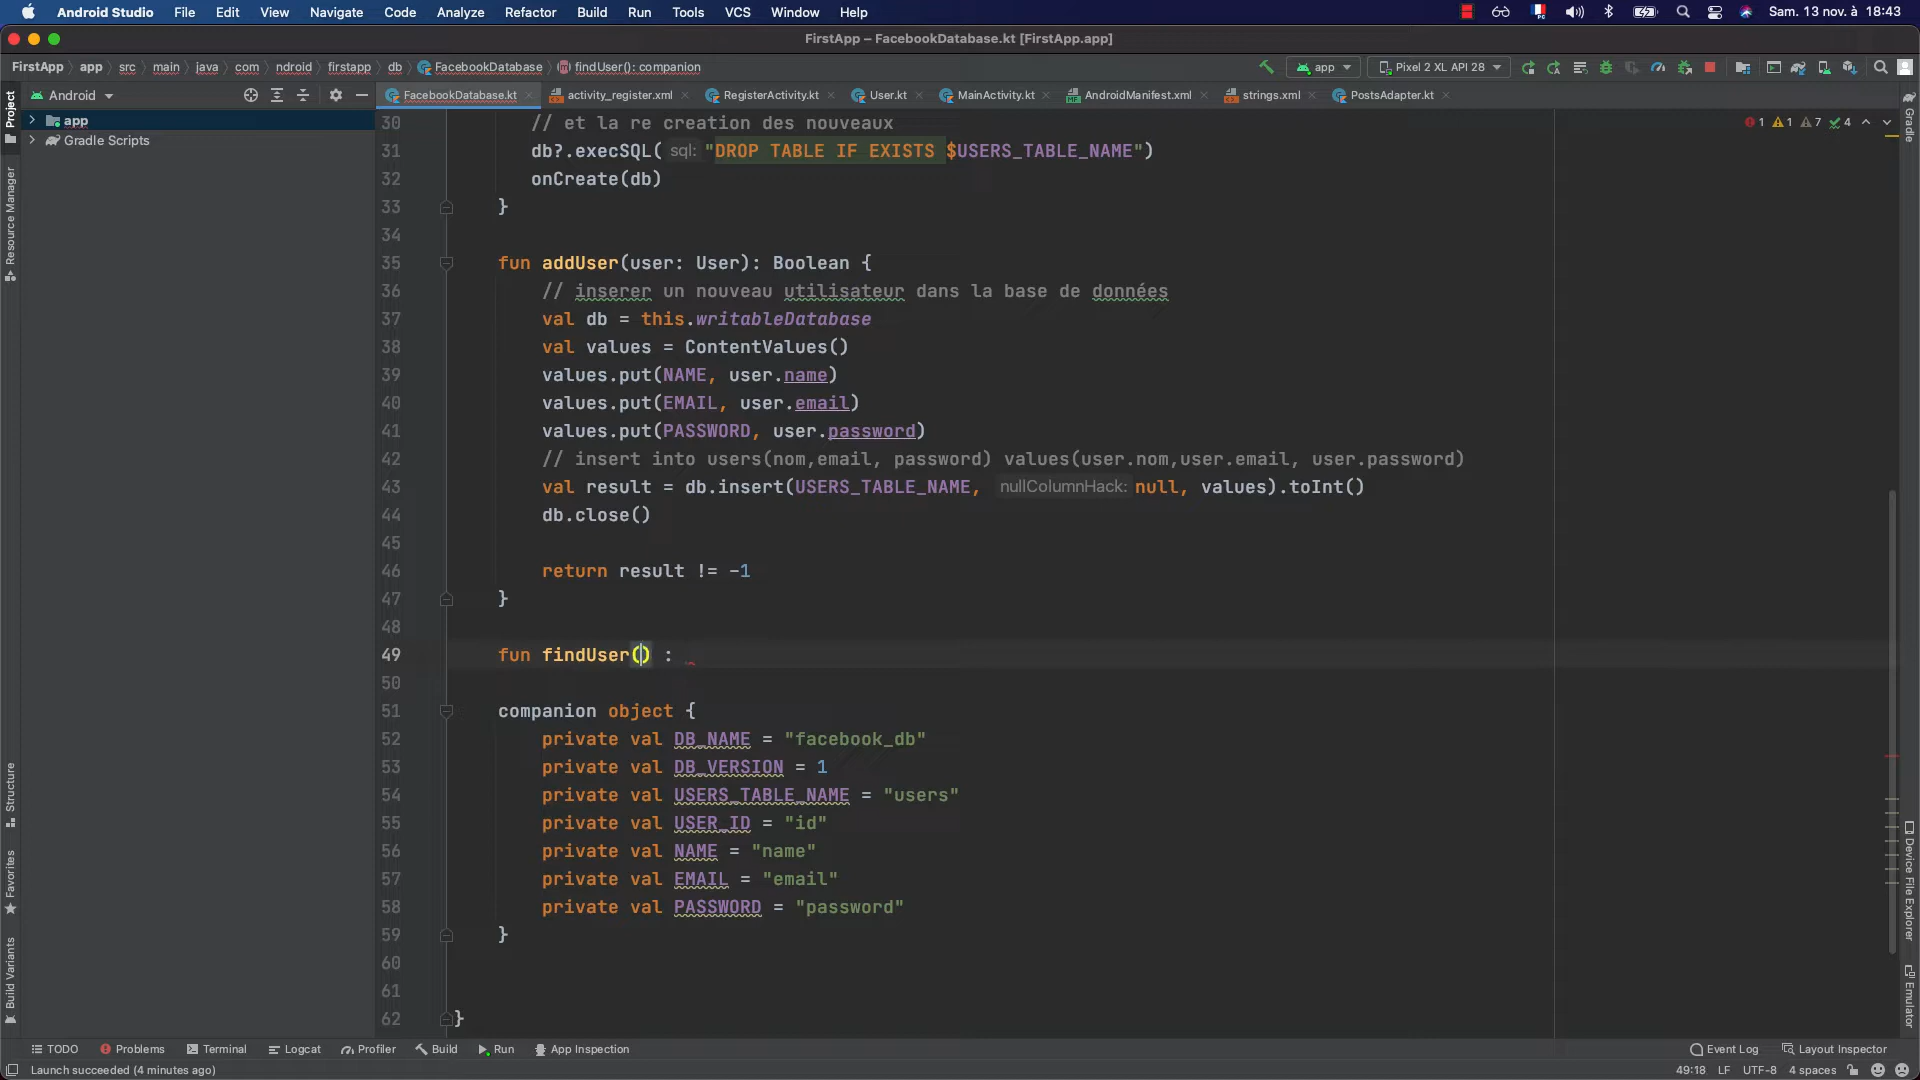 Android Studio File Edit View Navigate Code Analyze Refactor Build Run Tools VCS Window Help Sam. 13 nov. à 18:43
FirstApp – FacebookDatabase.kt [FirstApp.app]
FirstApp app src main java com ndroid firstapp db FacebookDatabase findUser(): companion app Pixel 2 XL API 28
Android FacebookDatabase.kt activity_register.xml RegisterActivity.kt User.kt MainActivity.kt AndroidManifest.xml strings.xml PostsAdapter.kt
Project
Resource Manager
Structure
Favorites
Build Variants
app
Gradle Scripts
30 // et la re creation des nouveaux
31 db?.execSQL( sql: "DROP TABLE IF EXISTS $USERS_TABLE_NAME")
32 onCreate(db)
33 }
34
35 fun addUser(user: User): Boolean {
36 // inserer un nouveau utilisateur dans la base de données
37 val db = this.writableDatabase
38 val values = ContentValues()
39 values.put(NAME, user.name)
40 values.put(EMAIL, user.email)
41 values.put(PASSWORD, user.password)
42 // insert into users(nom,email, password) values(user.nom,user.email, user.password)
43 val result = db.insert(USERS_TABLE_NAME, nullColumnHack: null, values).toInt()
44 db.close()
45
46 return result != -1
47 }
48
49 fun findUser() :
50
51 companion object {
52 private val DB_NAME = "facebook_db"
53 private val DB_VERSION = 1
54 private val USERS_TABLE_NAME = "users"
55 private val USER_ID = "id"
56 private val NAME = "name"
57 private val EMAIL = "email"
58 private val PASSWORD = "password"
59 }
60
61
62 }
1 1 7 4
Gradle
Device File Explorer
Emulator
TODO Problems Terminal Logcat Profiler Build Run App Inspection Event Log Layout Inspector
Launch succeeded (4 minutes ago) 49:18 LF UTF-8 4 spaces